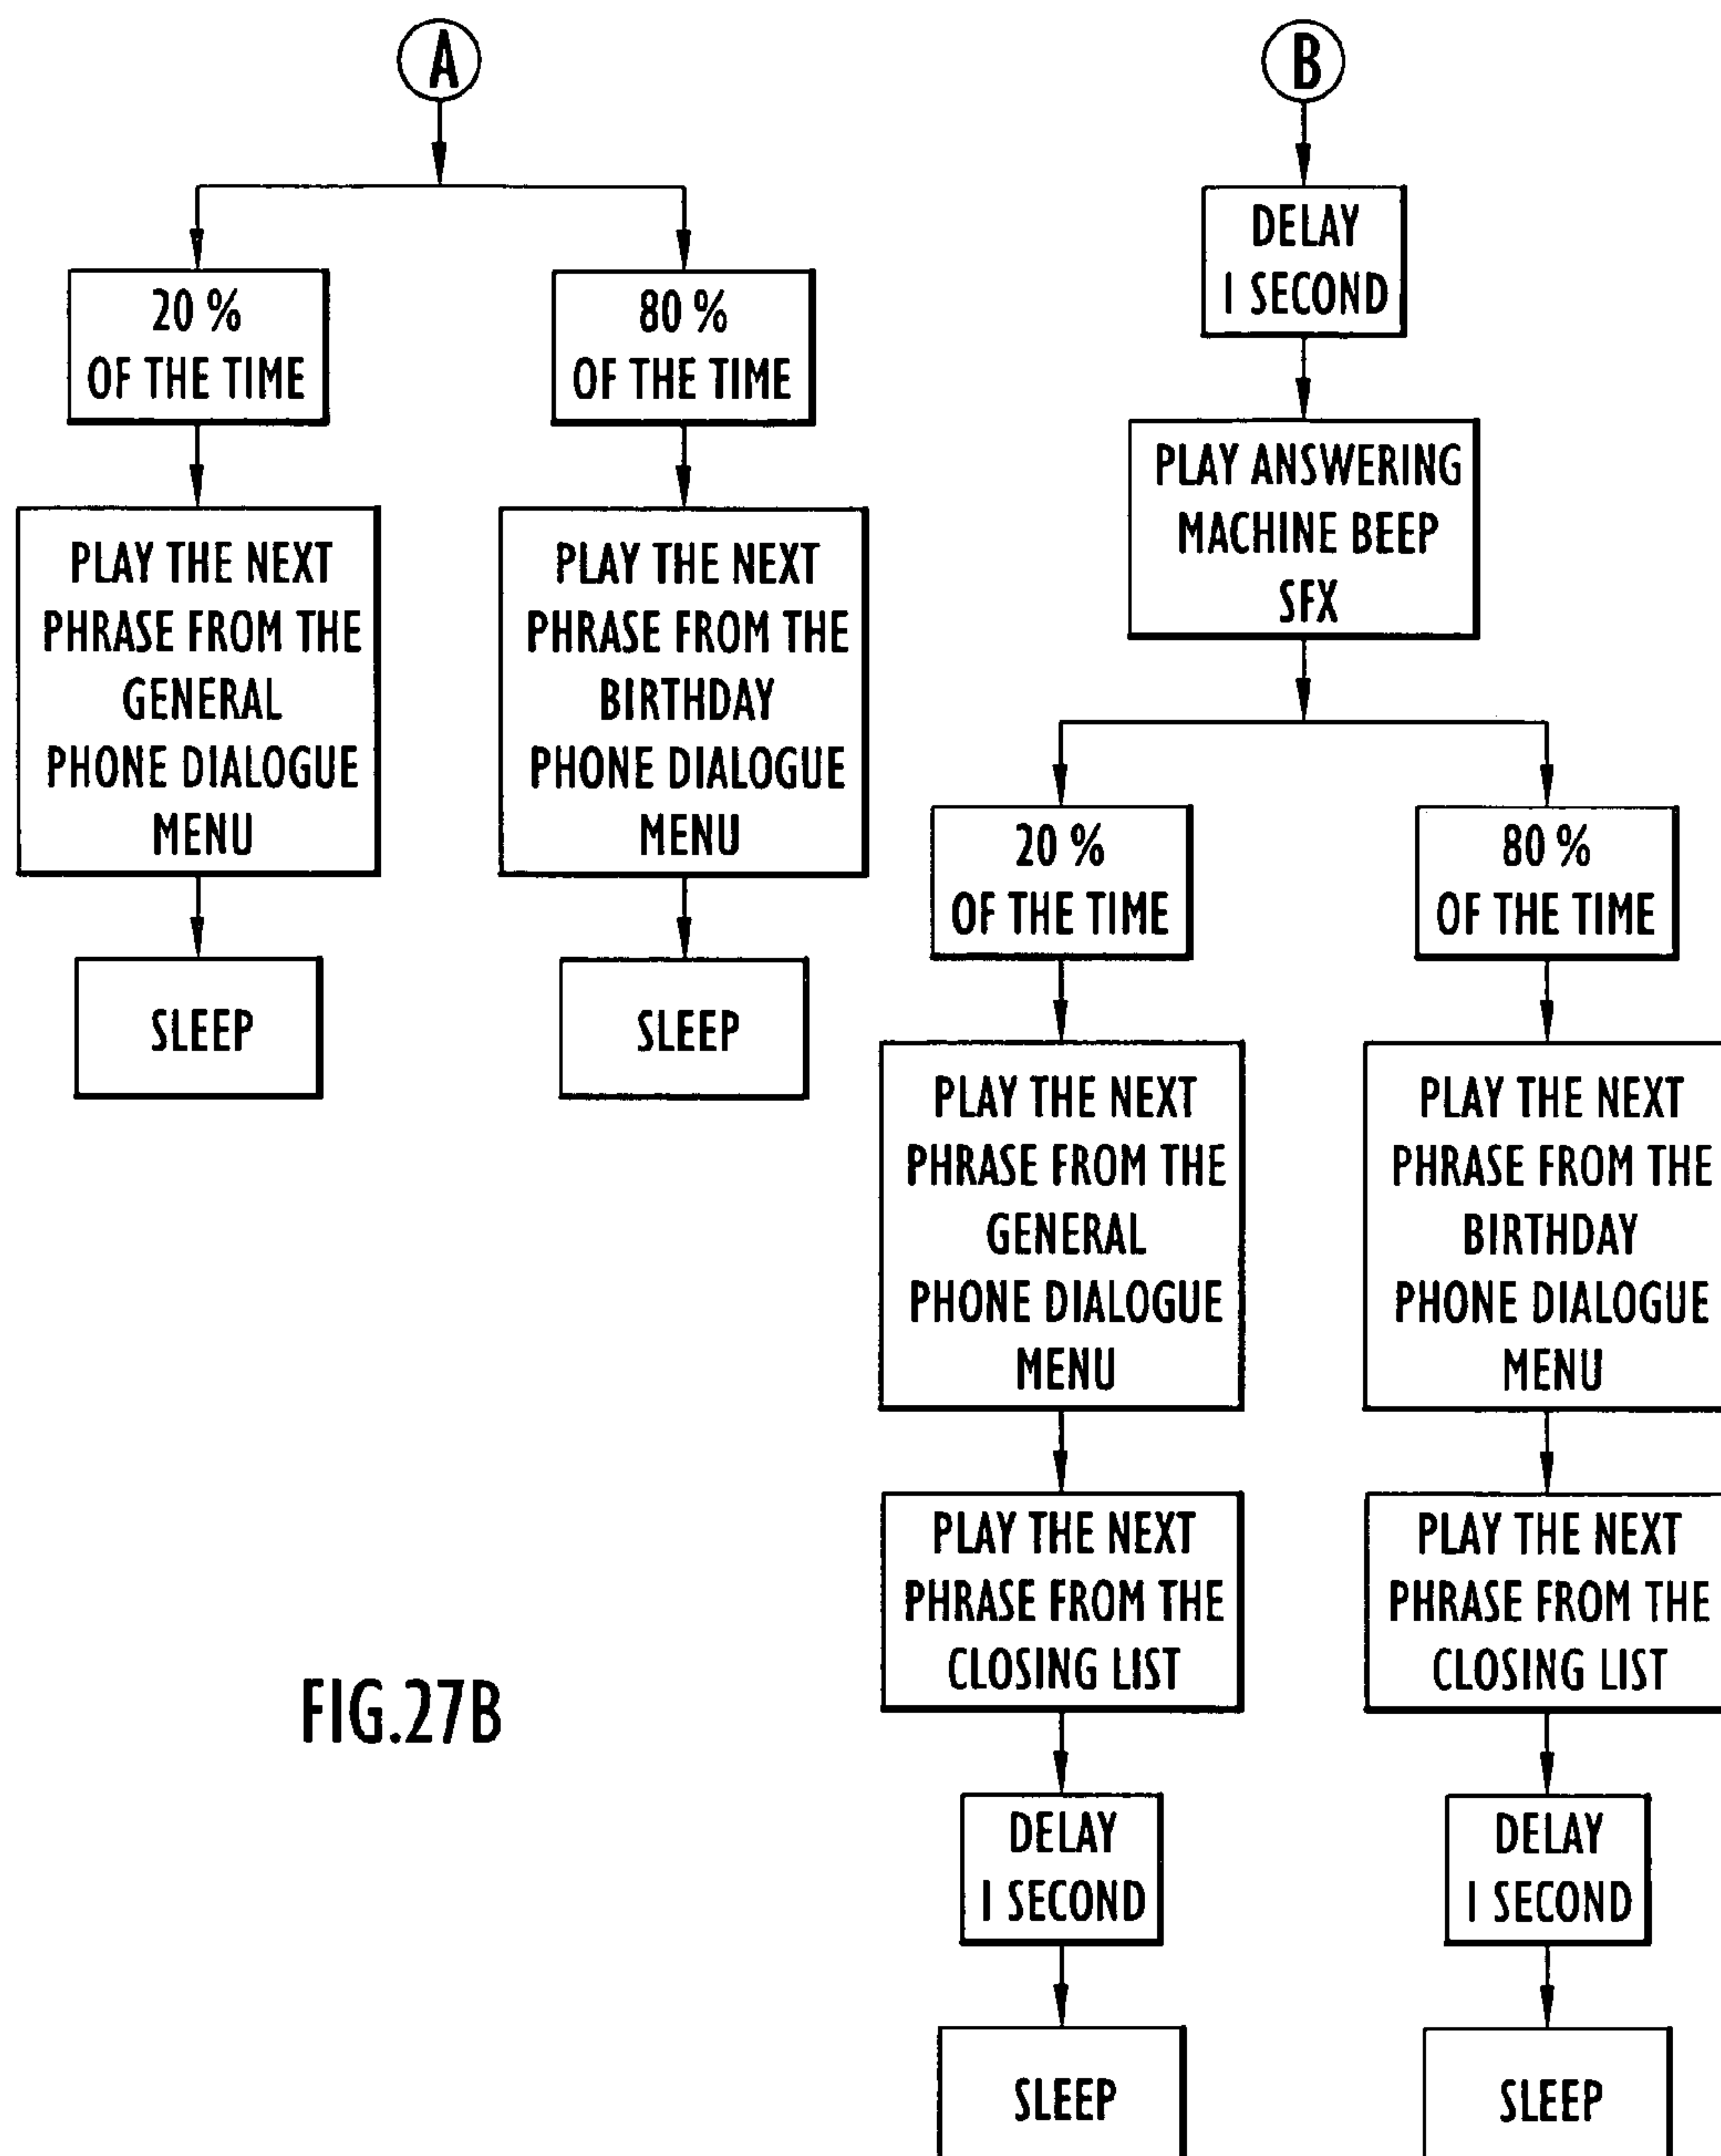 A
20 %
OF THE TIME
PLAY THE NEXT
PHRASE FROM THE
GENERAL
PHONE DIALOGUE
MENU
SLEEP
80 %
OF THE TIME
PLAY THE NEXT
PHRASE FROM THE
BIRTHDAY
PHONE DIALOGUE
MENU
SLEEP
B
DELAY
1 SECOND
PLAY ANSWERING
MACHINE BEEP
SFX
20 %
OF THE TIME
PLAY THE NEXT
PHRASE FROM THE
GENERAL
PHONE DIALOGUE
MENU
PLAY THE NEXT
PHRASE FROM THE
CLOSING LIST
DELAY
1 SECOND
SLEEP
80 %
OF THE TIME
PLAY THE NEXT
PHRASE FROM THE
BIRTHDAY
PHONE DIALOGUE
MENU
PLAY THE NEXT
PHRASE FROM THE
CLOSING LIST
DELAY
1 SECOND
SLEEP
FIG.27B